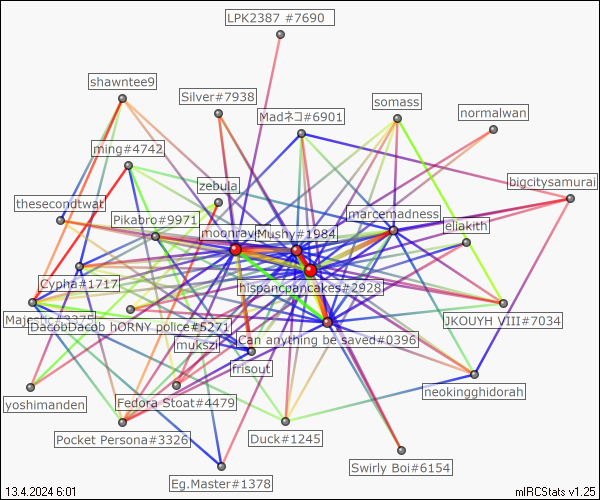 LPK2387 #7690
shawntee9
Silver#7938
somass
Madネコ#6901
normalwan
ming#4742
zebula
bigcitysamurai
thesecondtwat
Pikabro#9971
marcemadness
moonraye
Mushy#1984
eliakith
Cypha#1717
hispancpancakes#2928
DacobDacob hORNY police#5271
JKOUYH VIII#7034
mukszi
Can anything be saved#0396
frisout
neokingghidorah
yoshimanden
Fedora Stoat#4479
Pocket Persona#3326
Duck#1245
Swirly Boi#6154
Eg.Master#1378
13.4.2024 6:01
mIRCStats v1.25